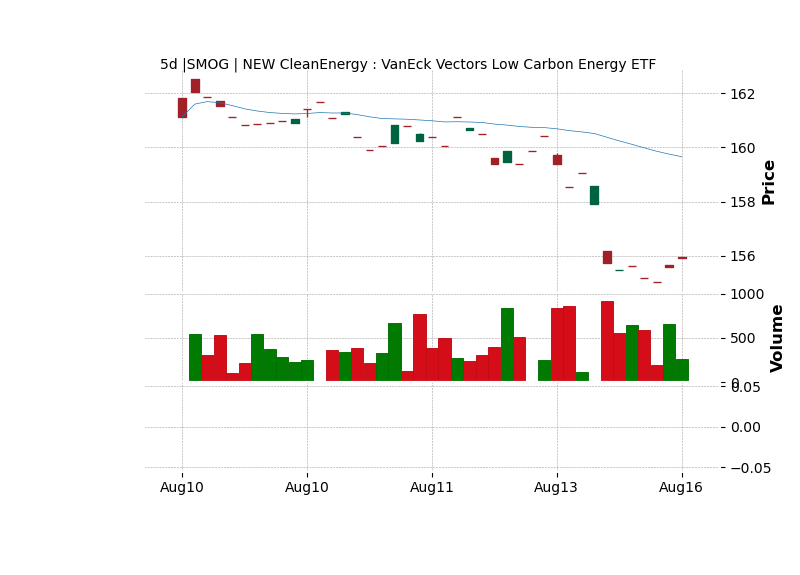 5d |SMOG | NEW CleanEnergy : VanEck Vectors Low Carbon Energy ETF
162
160
158
156
Price
1000
500
0
Volume
0.05
0.00
−0.05
Aug10 Aug10 Aug11 Aug13 Aug16